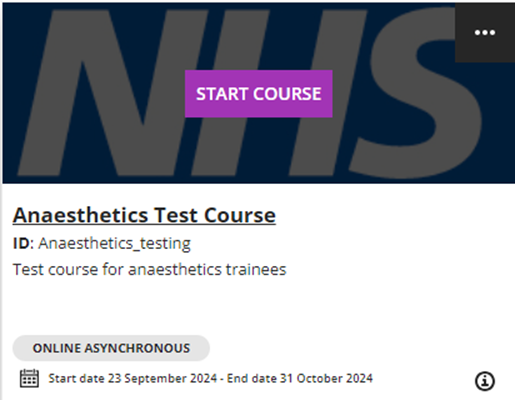 NHS
START COURSE
Anaesthetics Test Course
ID: Anaesthetics_testing
Test course for anaesthetics trainees
ONLINE ASYNCHRONOUS
Start date 23 September 2024 - End date 31 October 2024